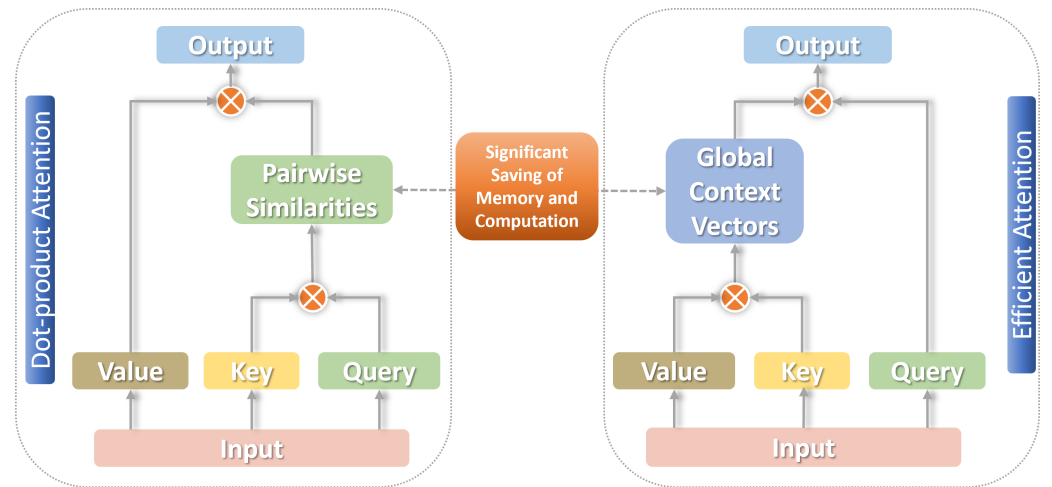 Output
Dot-product Attention
Pairwise
Similarities
Value
Key
Query
Input
Significant
Saving of
Memory and
Computation
Output
Global
Context
Vectors
Efficient Attention
Value
Key
Query
Input